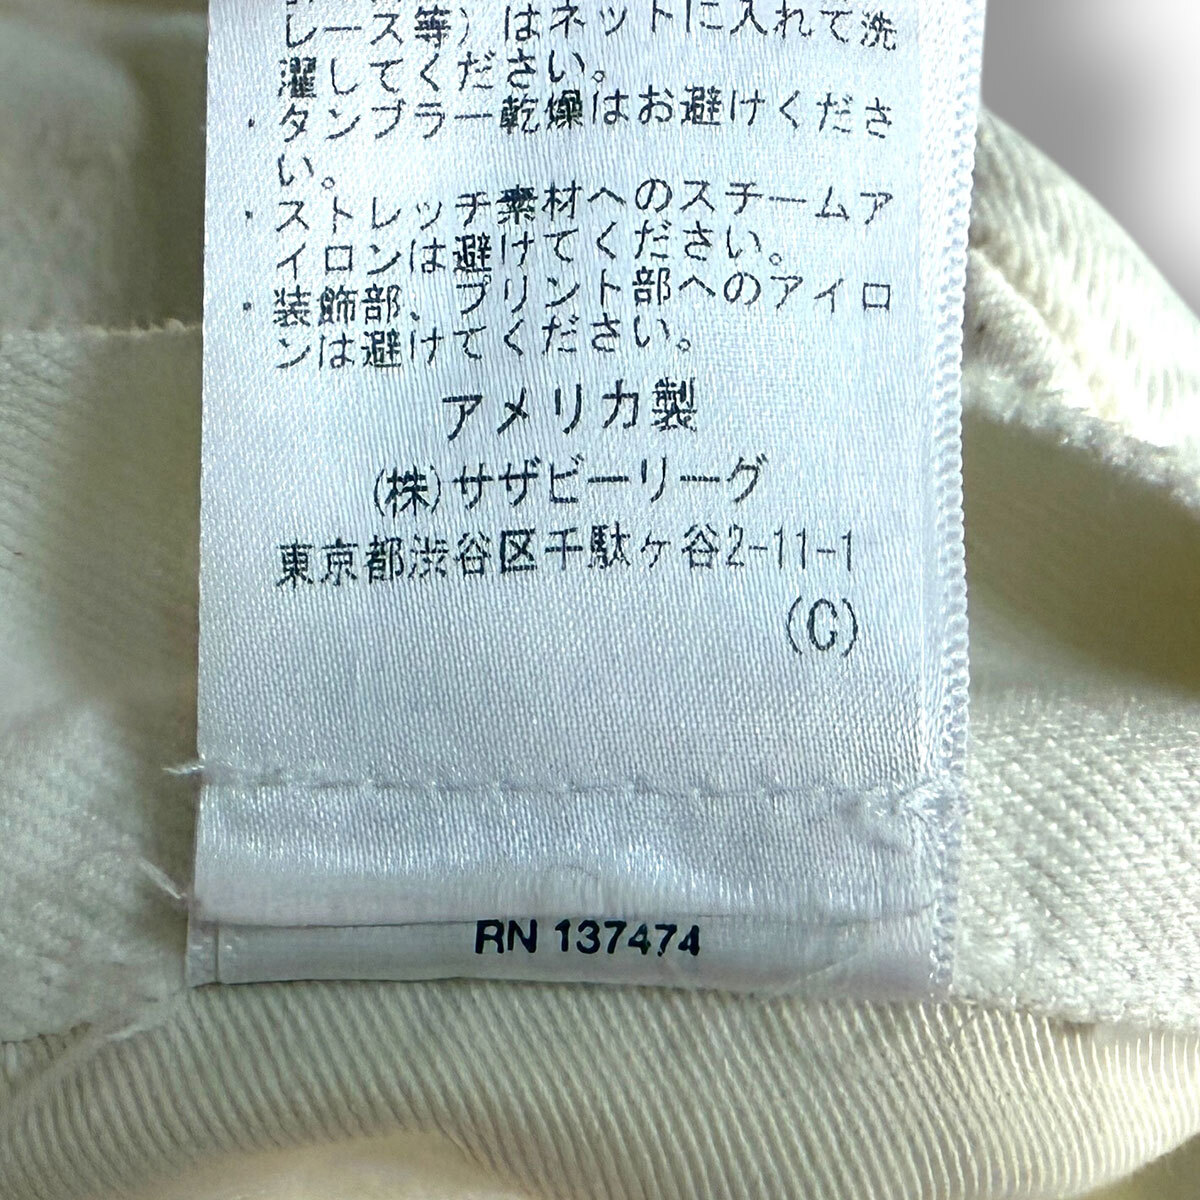 レース等)はネットに入れて洗
濯してください。
・タンブラー乾燥はお避けくださ
い。
・ストレッチ素材へのスチームア
イロンは避けてください。
・装飾部、プリント部へのアイロ
ンは避けてください。
アメリカ製
(株)サザビーリーグ
東京都渋谷区千駄ヶ谷2-11-1
(C)
RN 137474